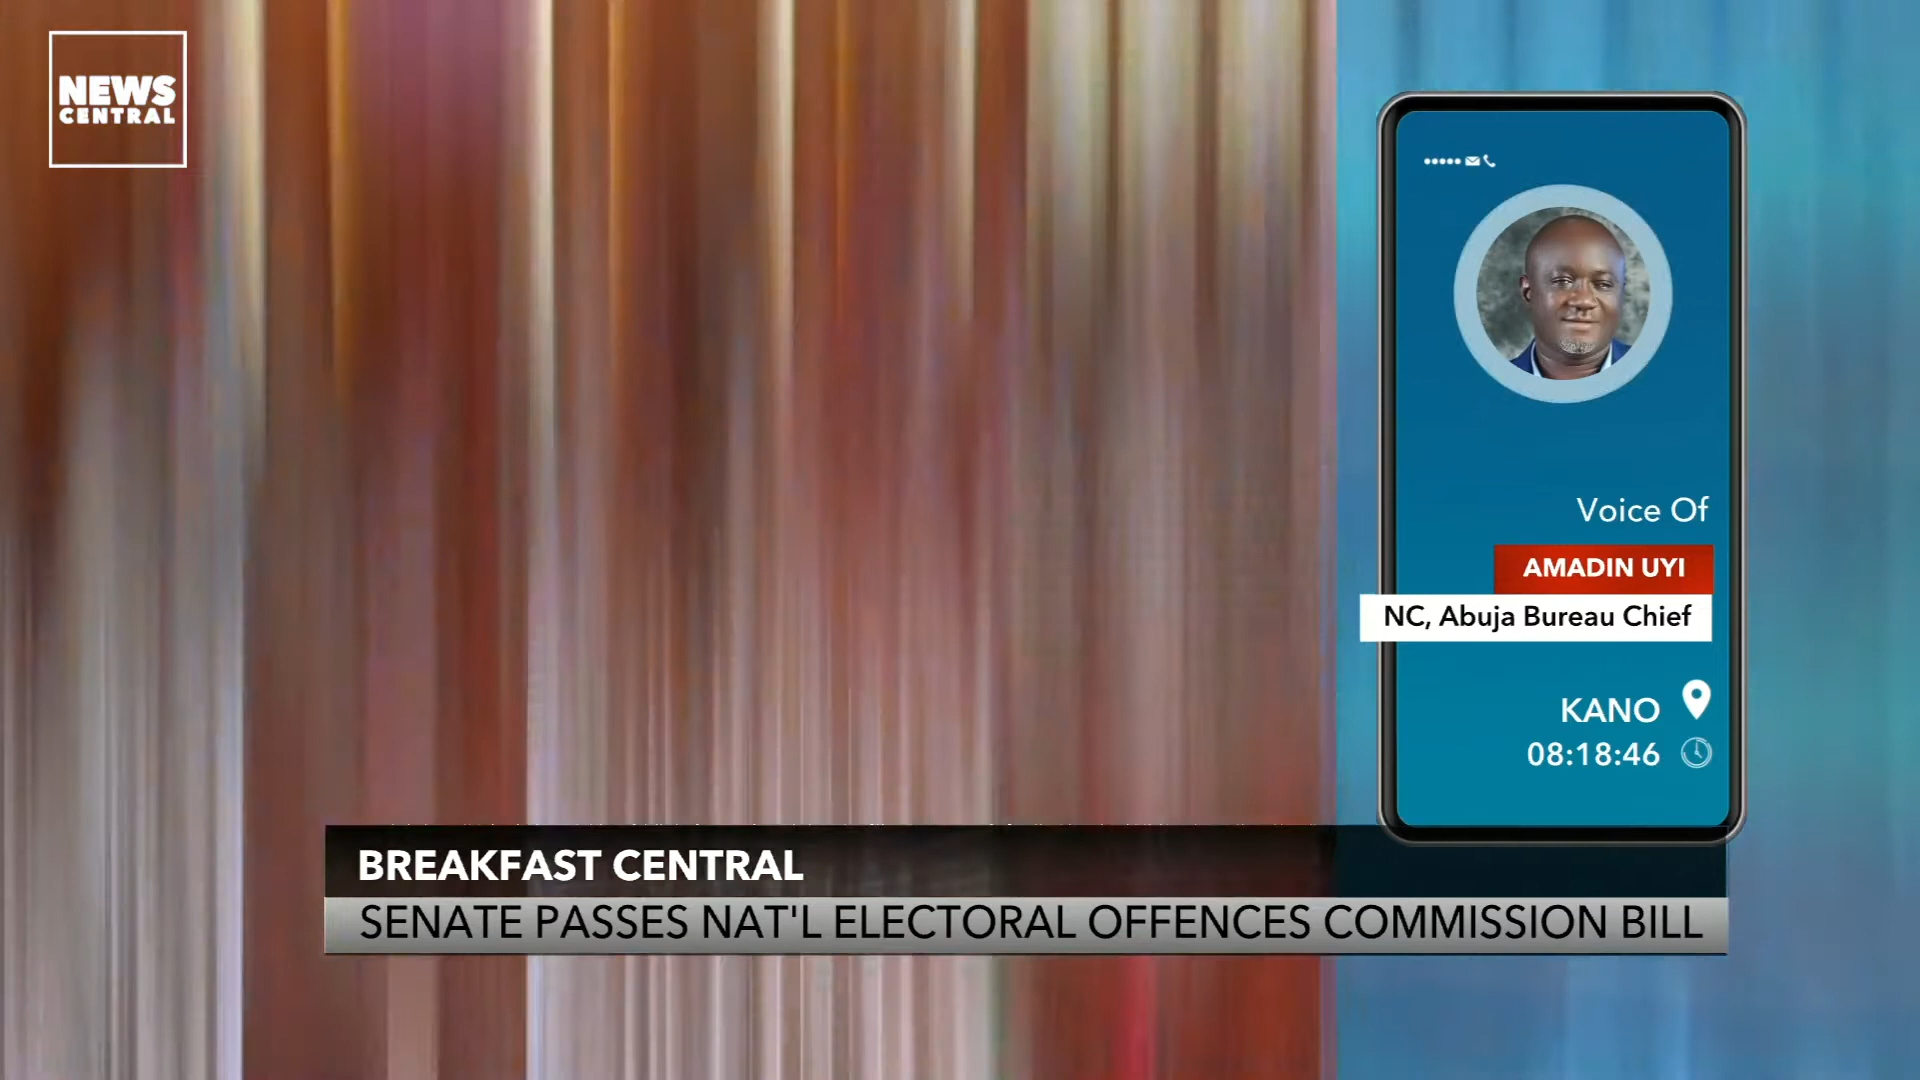 NEWS
CENTRAL
Voice Of
AMADIN UYI
NC, Abuja Bureau Chief
KANO
08:18:46
BREAKFAST CENTRAL
SENATE PASSES NAT'L ELECTORAL OFFENCES COMMISSION BILL